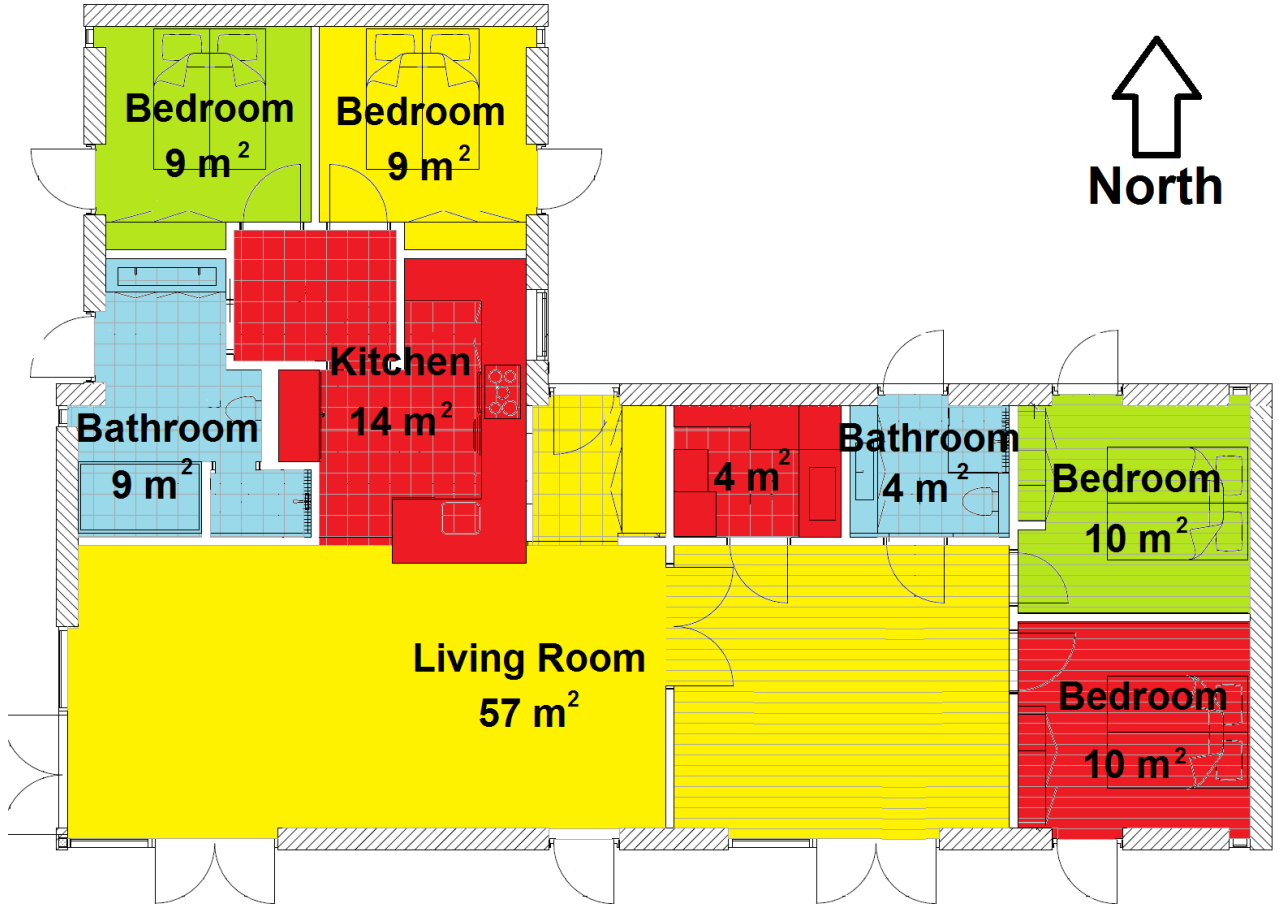 Bedroom
9 m²
Bedroom
9 m²
North
Kitchen
14 m²
Bathroom
9 m²
4 m²
Bathroom
4 m²
Bedroom
10 m²
Living Room
57 m²
Bedroom
10 m²